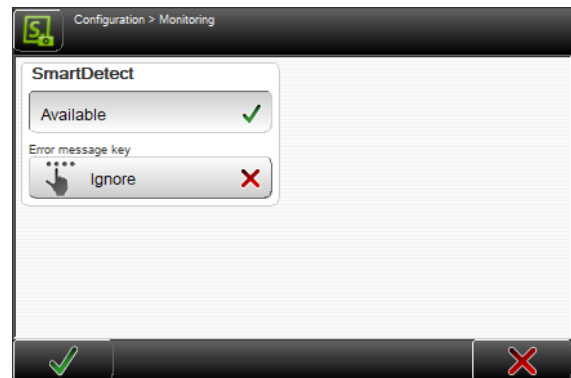 Configuration > Monitoring
SmartDetect
Available
Error message key
Ignore